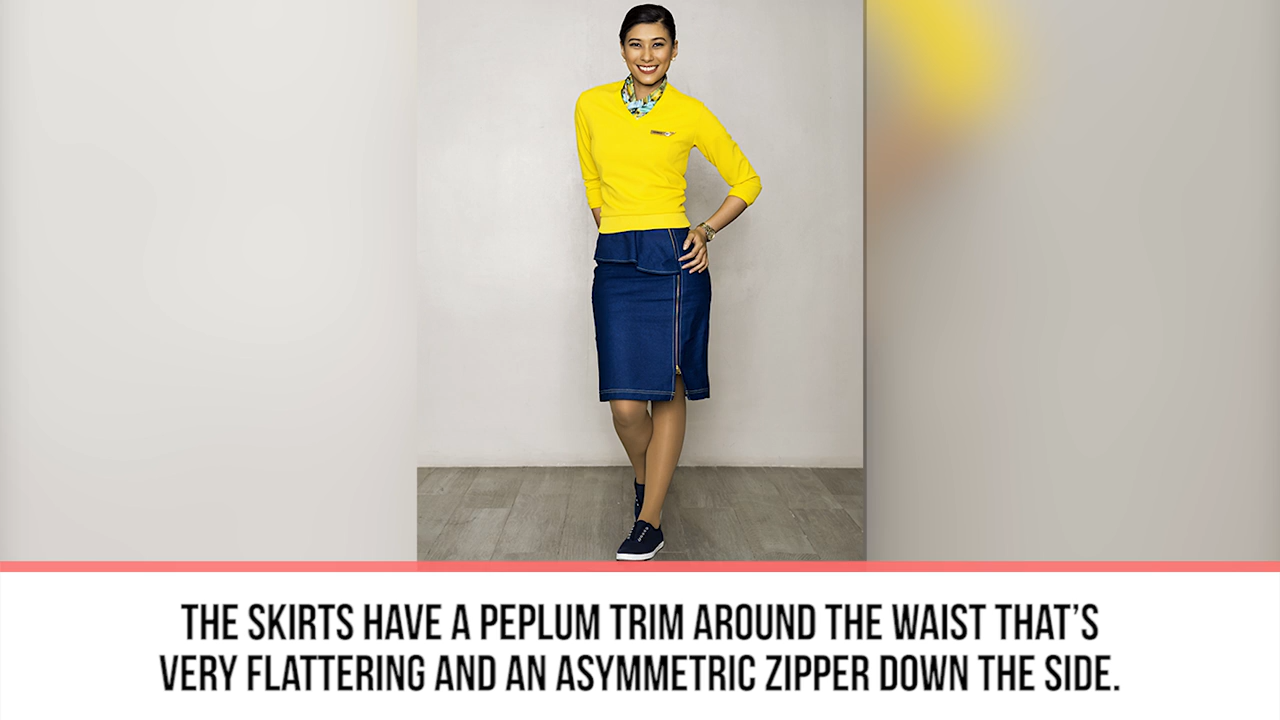 THE SKIRTS HAVE A PEPLUM TRIM AROUND THE WAIST THAT’S
VERY FLATTERING AND AN ASYMMETRIC ZIPPER DOWN THE SIDE.